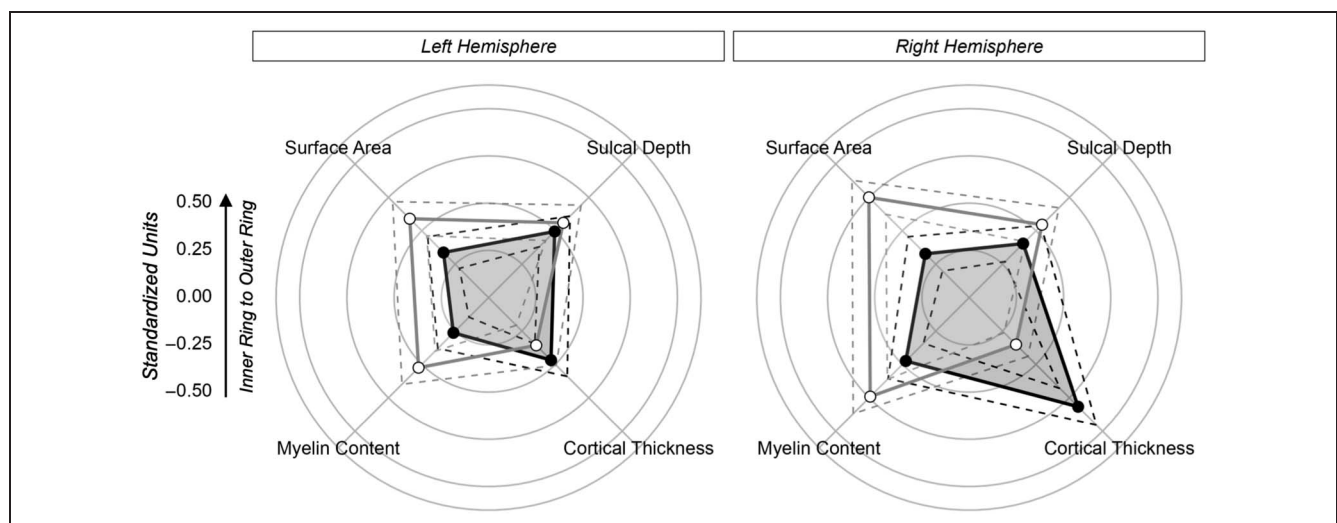 Left Hemisphere
Right Hemisphere
Surface Area
Sulcal Depth
Surface Area
Sulcal Depth
Standardized Units
0.50
0.25
0.00
−0.25
−0.50
Inner Ring to Outer Ring
Myelin Content
Cortical Thickness
Myelin Content
Cortical Thickness